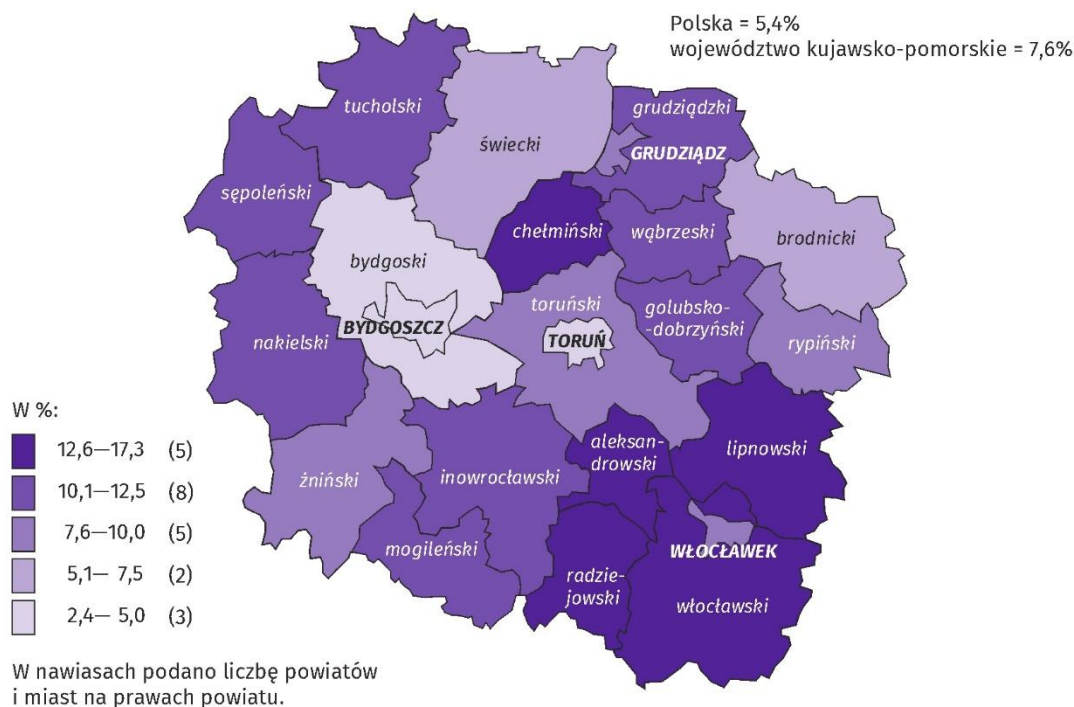 Polska = 5,4%
województwo kujawsko-pomorskie = 7,6%
tucholski
grudziądzki
świecki
GRUDZIĄDZ
sępoleński
chełmiński
wąbrzeski
brodnicki
bydgoski
toruński
golubsko-
-dobrzyński
BYDGOSZCZ
TORUŃ
nakielski
rypiński
W %:
12,6—17,3 (5)
10,1—12,5 (8)
7,6—10,0 (5)
5,1— 7,5 (2)
2,4— 5,0 (3)
aleksan-
drowski
lipnowski
żniński
inowrocławski
mogileński
WŁOCŁAWEK
radzie-
jowski
włocławski
W nawiasach podano liczbę powiatów
i miast na prawach powiatu.